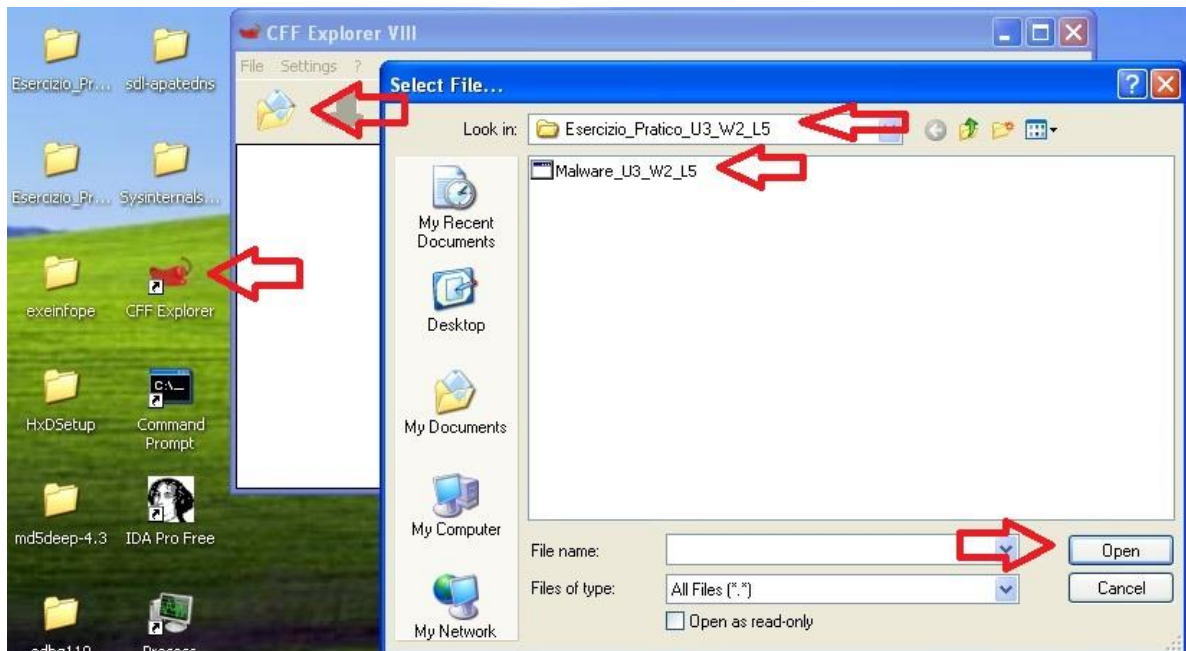 Esercizio_Pr... sdl-apatedns
Esercizio_Pr... Sysinternals...
exeinfope CFF Explorer
HxDSetup Command Prompt
md5deep-4.3 IDA Pro Free
Process
CFF Explorer VIII
File Settings ?
Select File...
Look in: Esercizio_Pratico_U3_W2_L5
Malware_U3_W2_L5
My Recent
Documents
Desktop
My Documents
My Computer
My Network
File name:
Open
Files of type: All Files (*.*)
Cancel
Open as read-only
C:\_